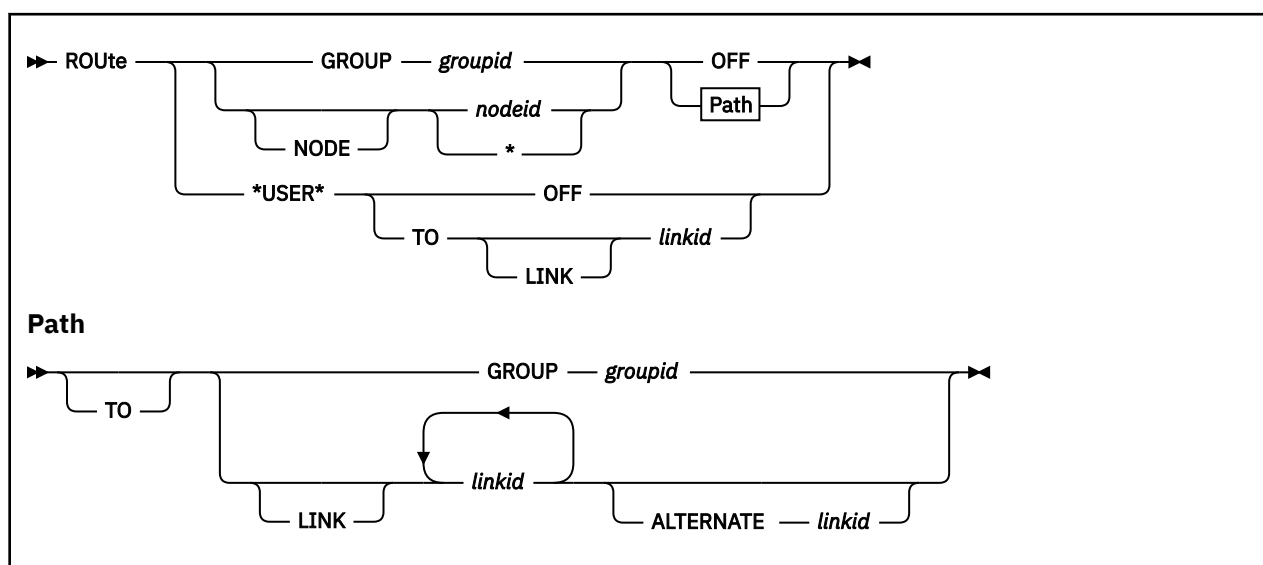 ROUte GROUP groupid OFF
Path
nodeid
NODE *
*USER* OFF
TO linkid
LINK
Path
GROUP groupid
TO
linkid
LINK ALTERNATE linkid